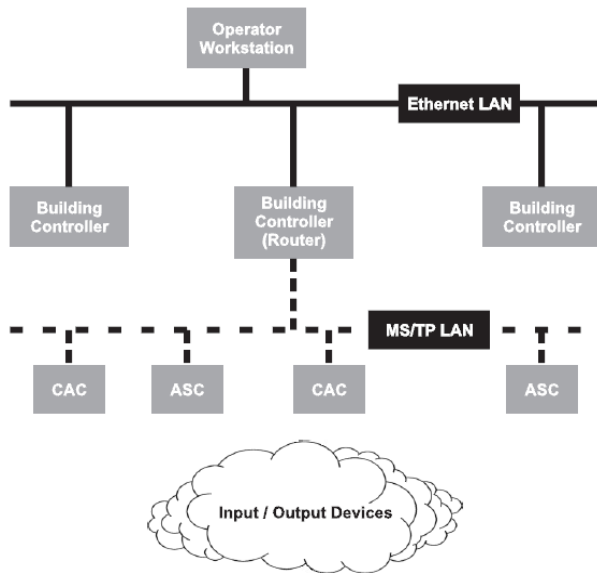 Operator
Workstation
Ethernet LAN
Building
Controller
Building
Controller
(Router)
Building
Controller
MS/TP LAN
CAC
ASC
CAC
ASC
Input / Output Devices